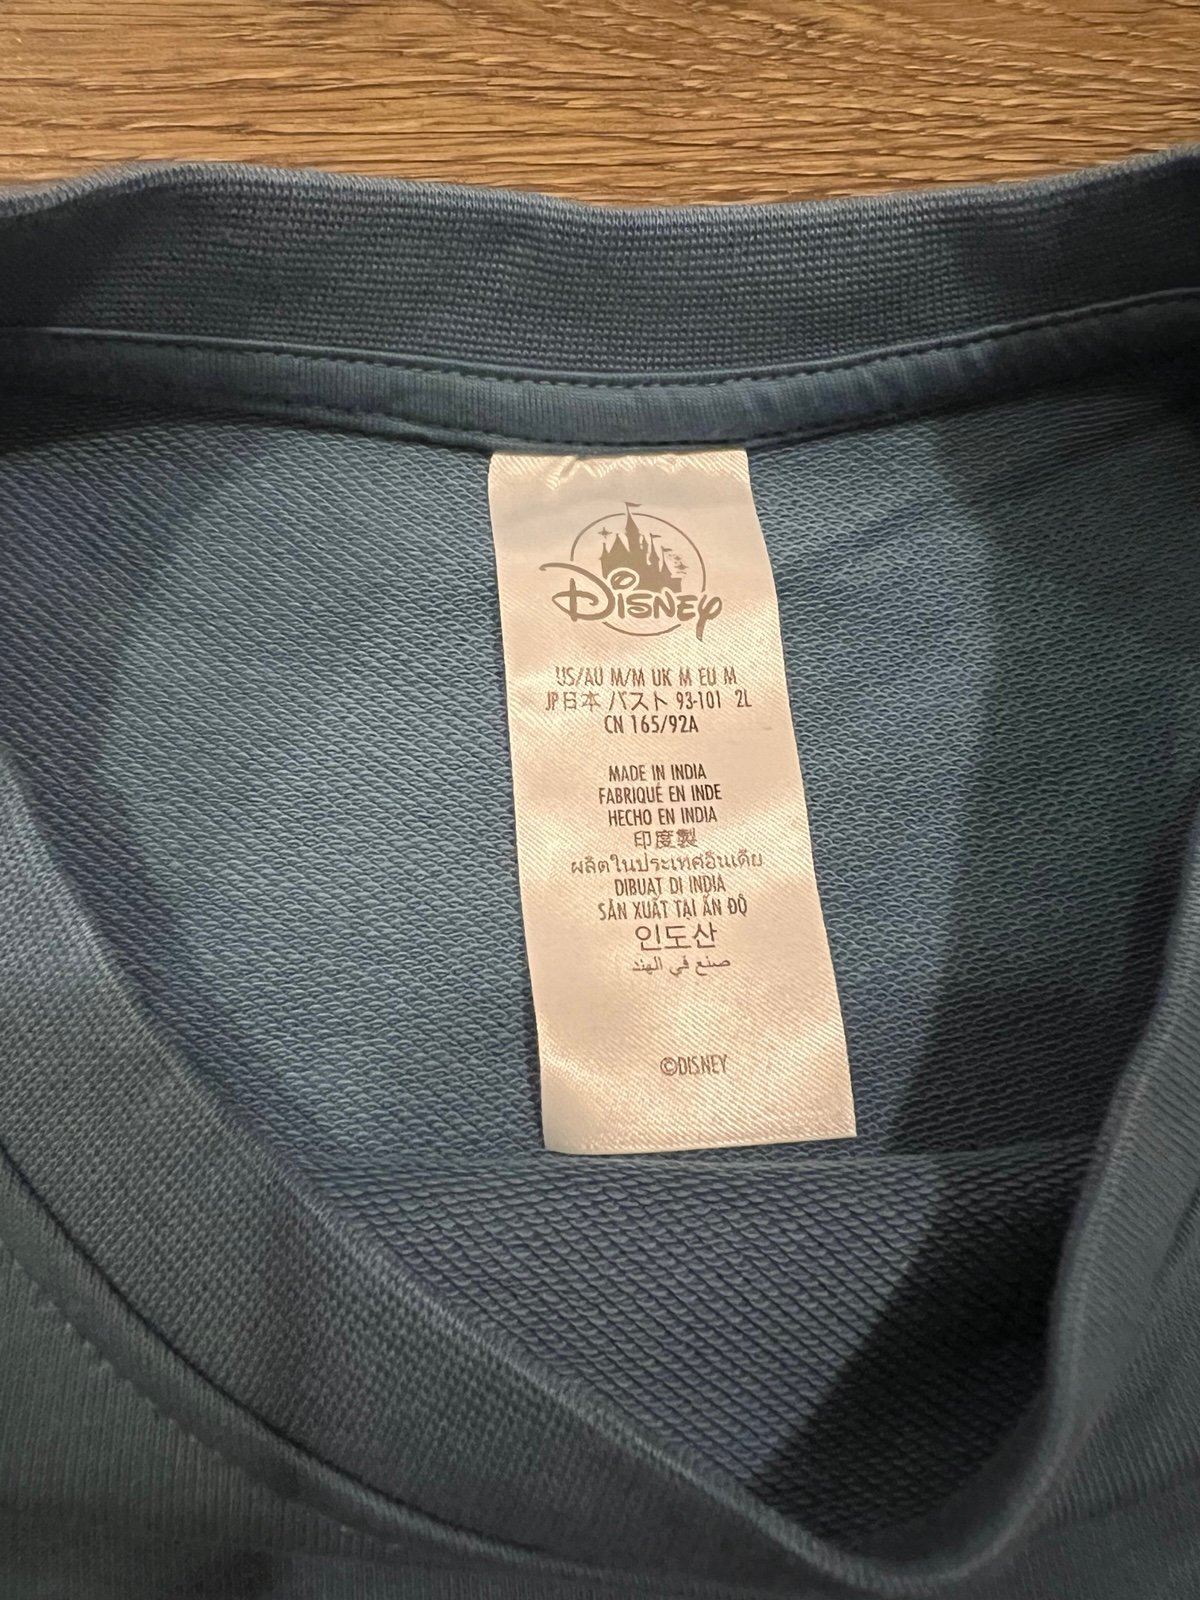 Disney
US/AU M/M UK M EU M
JP日本 バスト 93-101 2L
CN 165/92A
MADE IN INDIA
FABRIQUÉ EN INDE
HECHO EN INDIA
印度製
ผลิตในประเทศอินเดีย
DIBUAT DI INDIA
SẢN XUẤT TẠI ẤN ĐỘ
인도산
صنع في الهند
©DISNEY